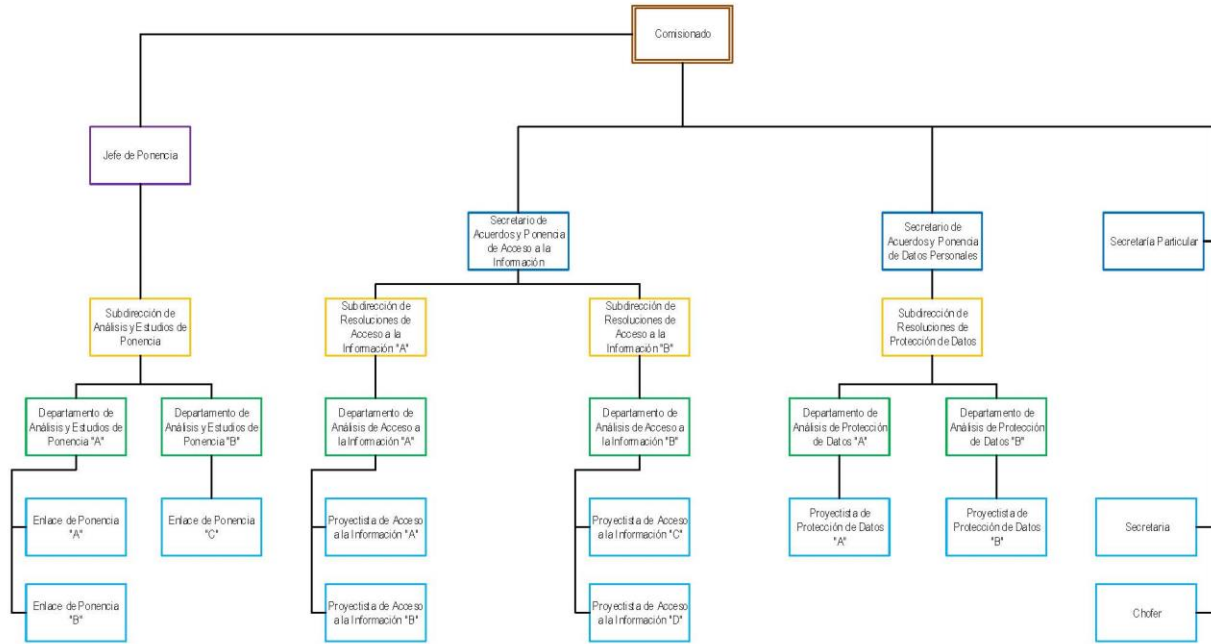 Comisionado
Jefe de Ponencia
Secretario de
Acuerdos y Ponencia
de Acceso a la
Información
Secretario de
Acuerdos y Ponencia
de Datos Personales
Secretaría Particular
Subdirección de
Análisis y Estudios de
Ponencia
Subdirección de
Resoluciones de
Acceso a la
Información "A"
Subdirección de
Resoluciones de
Acceso a la
Información "B"
Subdirección de
Resoluciones de
Protección de Datos
Departamento de
Análisis y Estudios de
Ponencia "A"
Departamento de
Análisis y Estudios de
Ponencia "B"
Departamento de
Análisis de Acceso a
la Información "A"
Departamento de
Análisis de Acceso a
la Información "B"
Departamento de
Análisis de Protección
de Datos "A"
Departamento de
Análisis de Protección
de Datos "B"
Enlace de Ponencia
"A"
Enlace de Ponencia
"C"
Proyectista de Acceso
a la Información "A"
Proyectista de Acceso
a la Información "C"
Proyectista de
Protección de Datos
"A"
Proyectista de
Protección de Datos
"B"
Secretaria
Enlace de Ponencia
"B"
Proyectista de Acceso
a la Información "B"
Proyectista de Acceso
a la Información "D"
Chofer